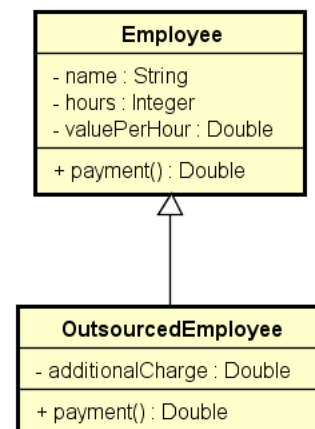 Employee
- name : String
- hours : Integer
- valuePerHour : Double
+ payment() : Double
OutsourcedEmployee
- additionalCharge : Double
+ payment() : Double